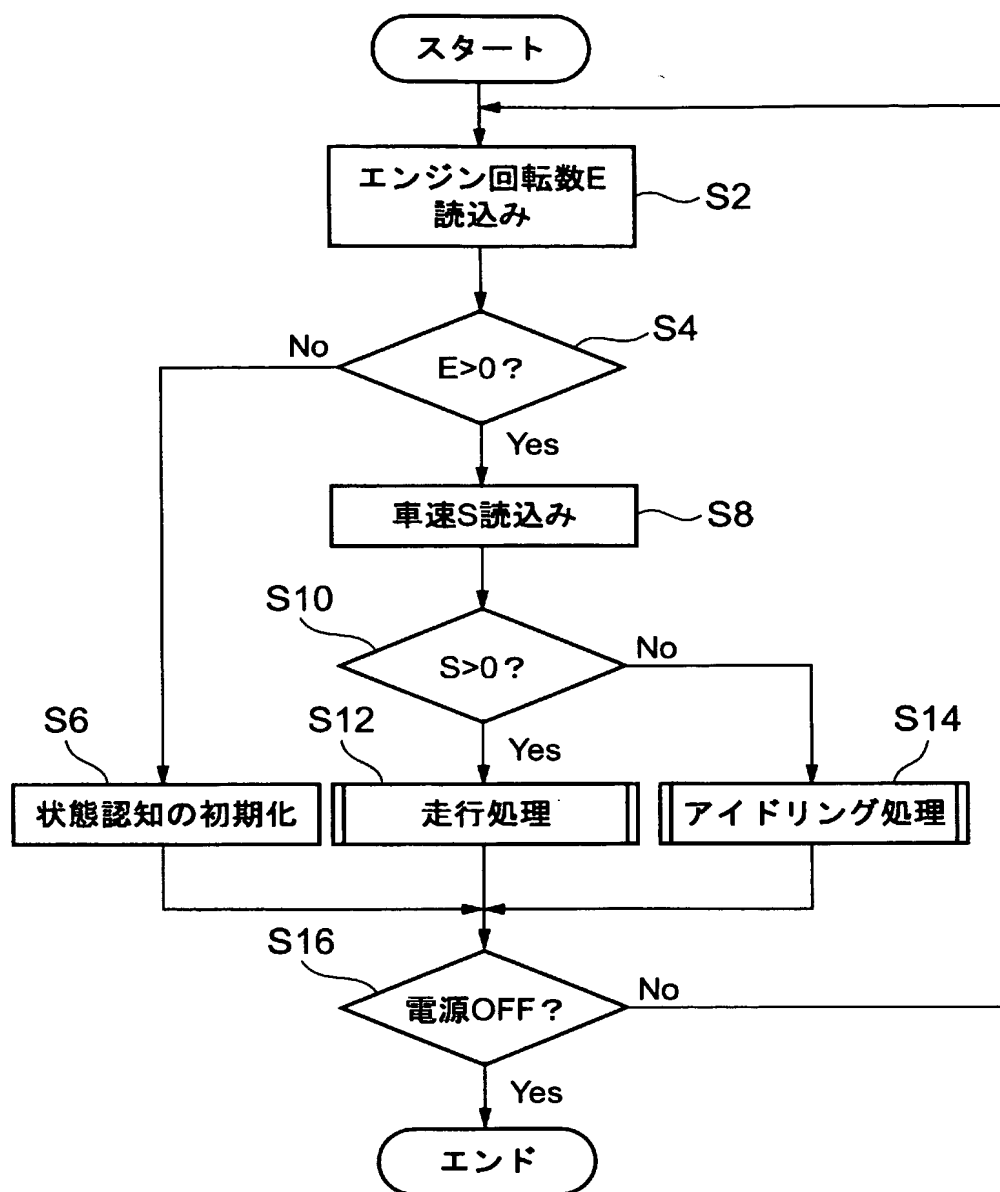 スタート
エンジン回転数E
読込み
S2
E>0?
S4
No
Yes
車速S読込み
S8
S10
S>0?
No
Yes
S6
状態認知の初期化
S12
走行処理
S14
アイドリング処理
S16
電源OFF?
No
Yes
エンド